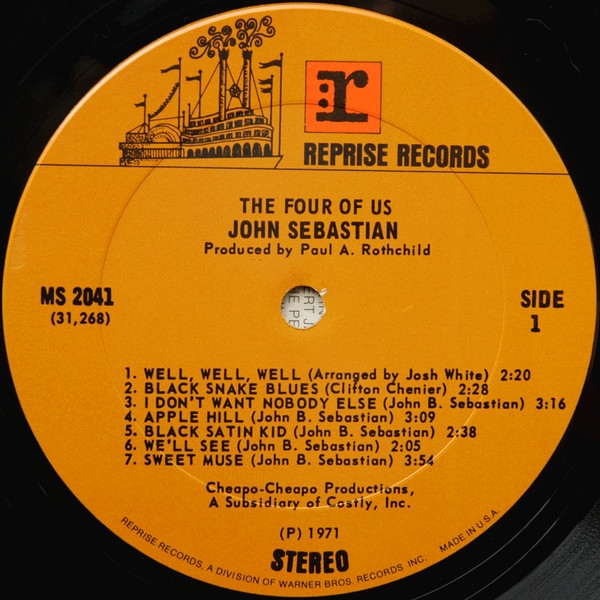 :r
REPRISE RECORDS
THE FOUR OF US
JOHN SEBASTIAN
Produced by Paul A. Rothchild
MS 2041
(31,268)
SIDE
1
1. WELL, WELL, WELL (Arranged by Josh White) 2:20
2. BLACK SNAKE BLUES (Clifton Chenier) 2:28
3. I DON'T WANT NOBODY ELSE (John B. Sebastian) 3:16
4. APPLE HILL (John B. Sebastian) 3:09
5. BLACK SATIN KID (John B. Sebastian) 2:38
6. WE'LL SEE (John B. Sebastian) 2:05
7. SWEET MUSE (John B. Sebastian) 3:54
Cheapo-Cheapo Productions,
A Subsidiary of Costly, Inc.
(P) 1971
STEREO
REPRISE RECORDS, A DIVISION OF WARNER BROS. RECORDS INC. MADE IN U.S.A.